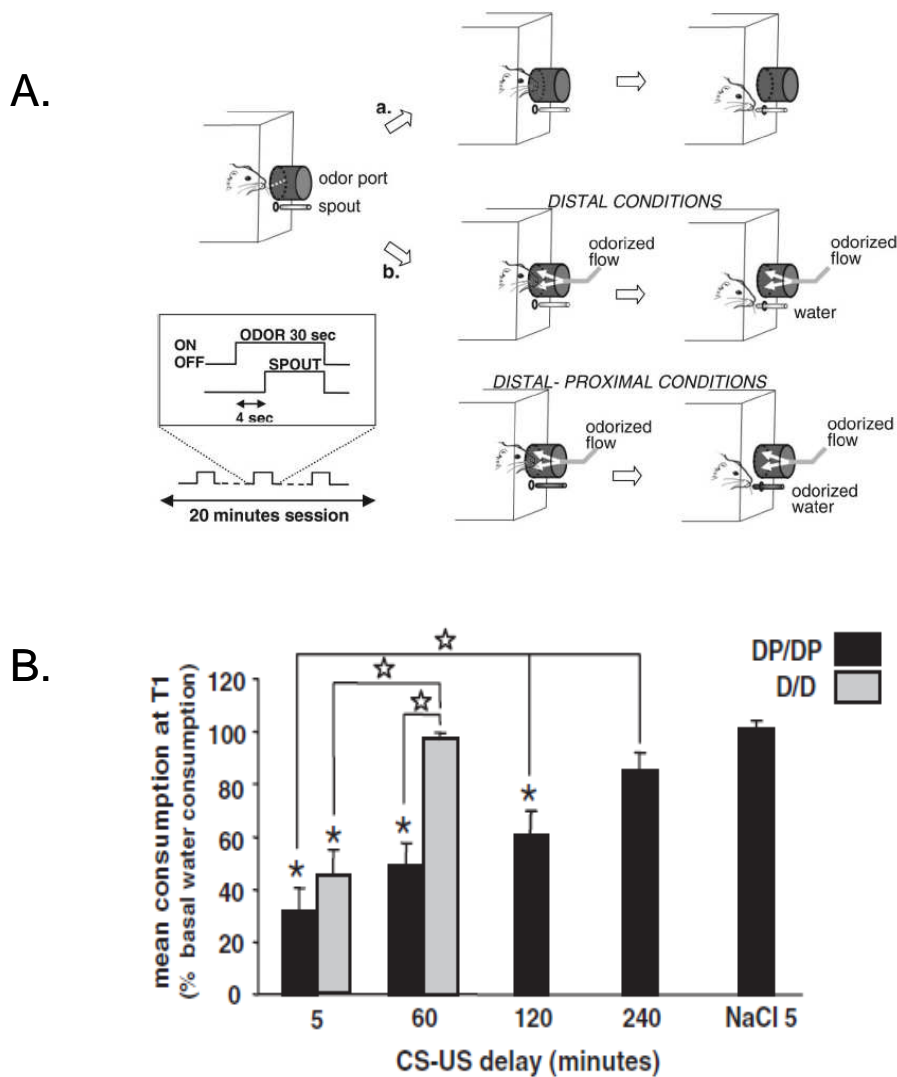 A.
a.
odor port
spout
b.
DISTAL CONDITIONS
odorized
flow
odorized
flow
water
ON
OFF
ODOR 30 sec
SPOUT
4 sec
20 minutes session
DISTAL- PROXIMAL CONDITIONS
odorized
flow
odorized
flow
odorized
water
B.
DP/DP
D/D
mean consumption at T1
(% basal water consumption)
120
100
80
60
40
20
0
5
60
120
240
NaCl 5
CS-US delay (minutes)